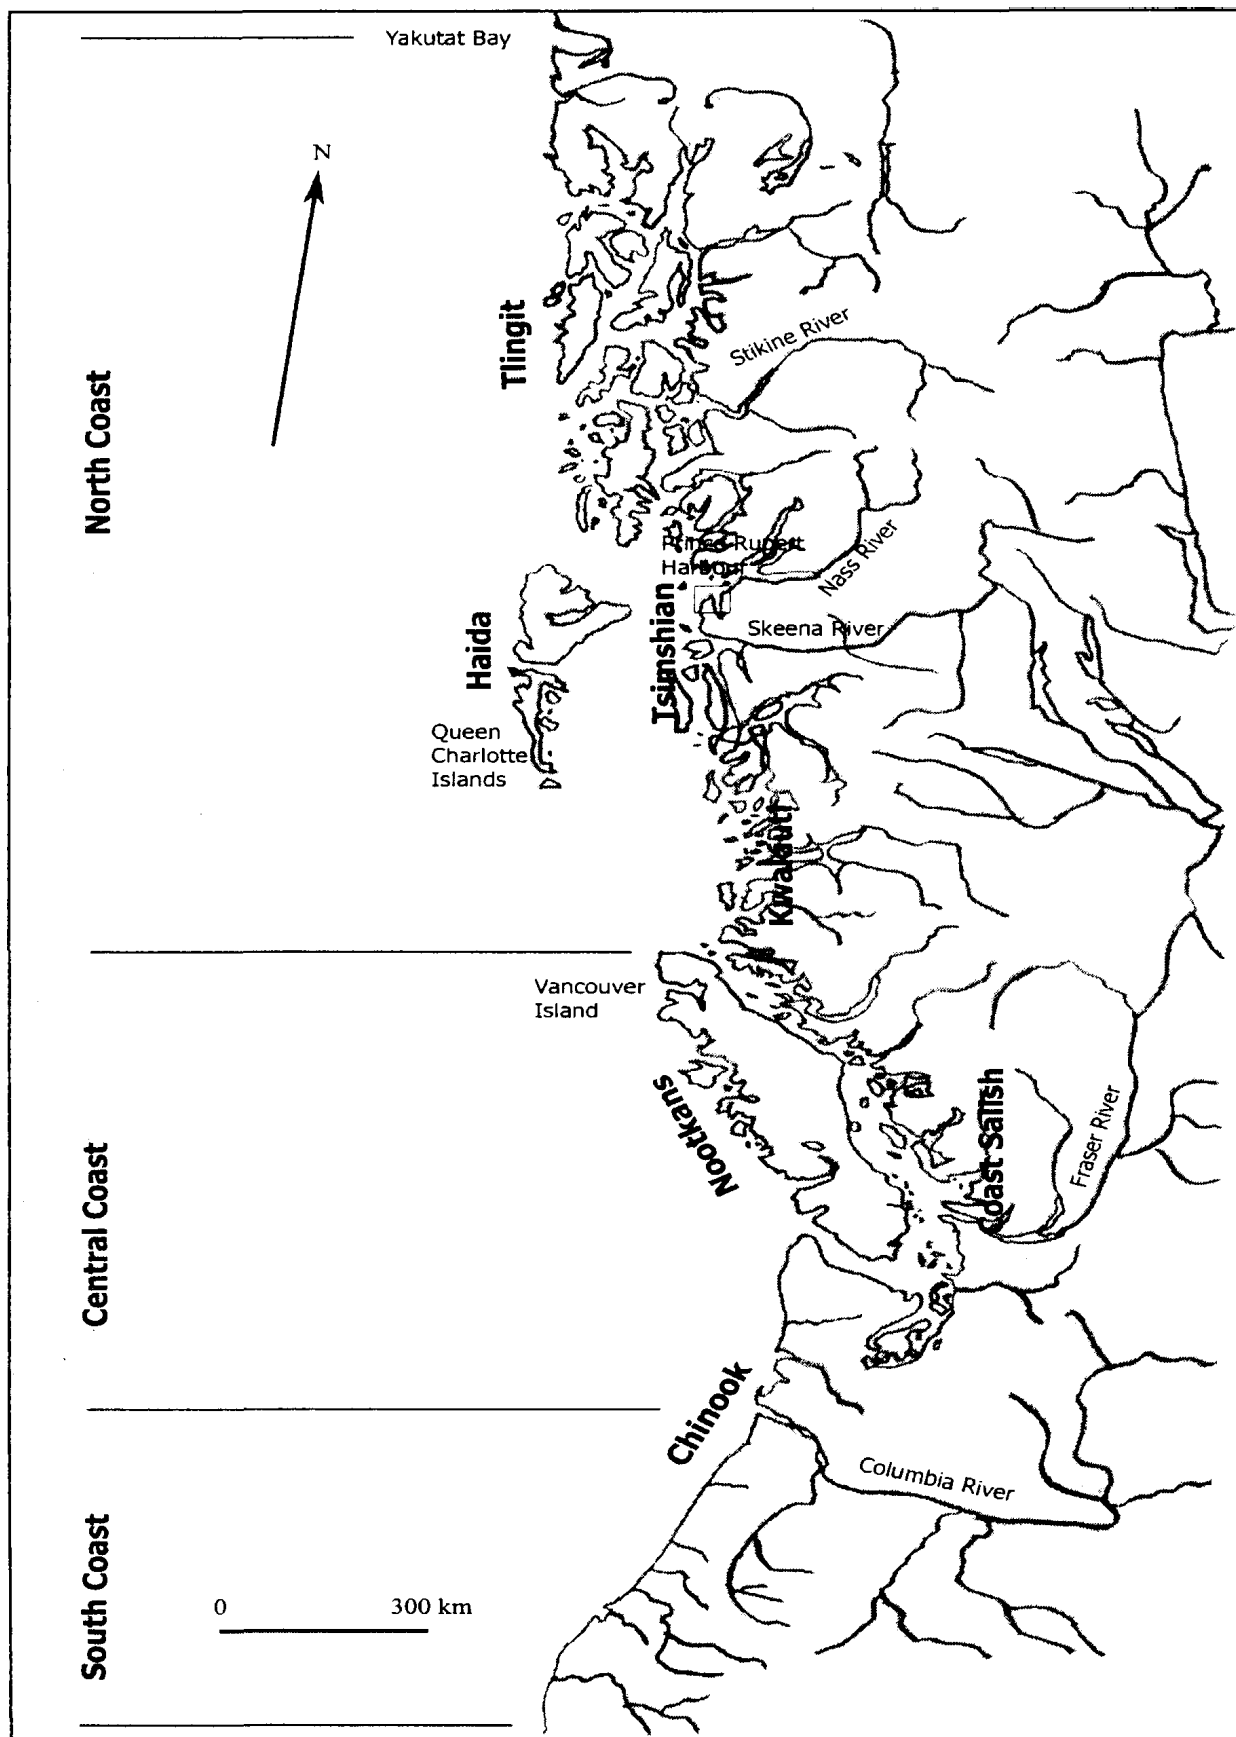 Yakutat Bay
N
Tlingit
Stikine River
North Coast
Prince Rupert
Harbour
Nass River
Tsimshian
Skeena River
Haida
Queen
Charlotte
Islands
Kwakiutl
Vancouver
Island
Nootkans
Coast Salish
Fraser River
Central Coast
Chinook
Columbia River
South Coast
0
300 km